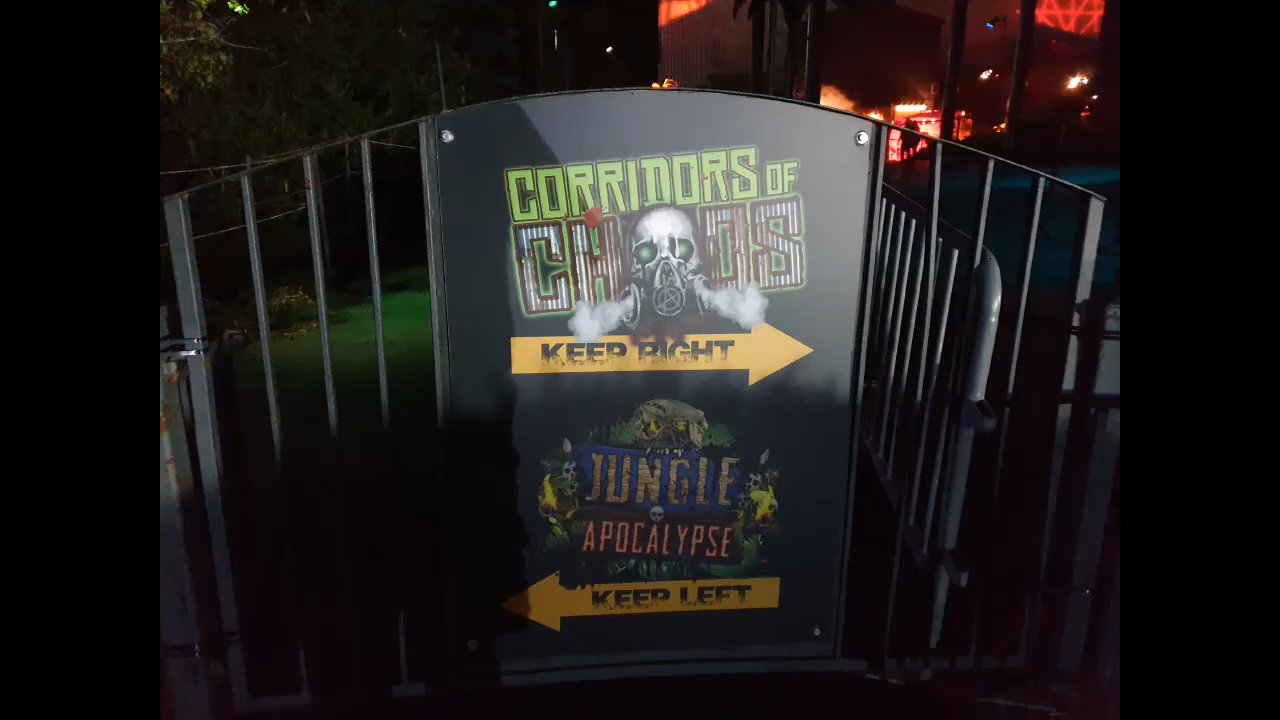 CORRIDORS OF
CHAOS
KEEP RIGHT
JUNGLE
APOCALYPSE
KEEP LEFT